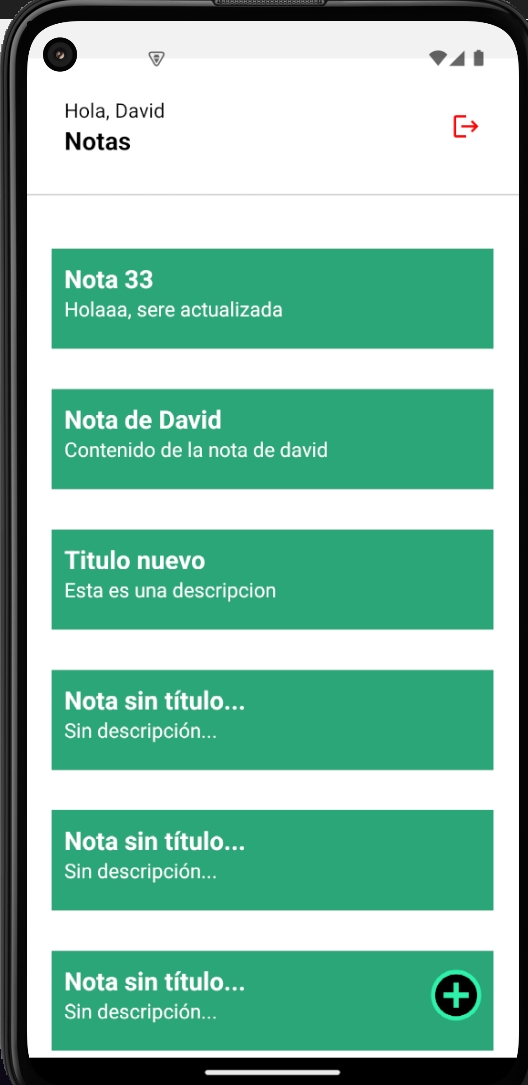 Hola, David
Notas
Nota 33
Holaaa, sere actualizada
Nota de David
Contenido de la nota de david
Titulo nuevo
Esta es una descripcion
Nota sin título...
Sin descripción...
Nota sin título...
Sin descripción...
Nota sin título...
Sin descripción...